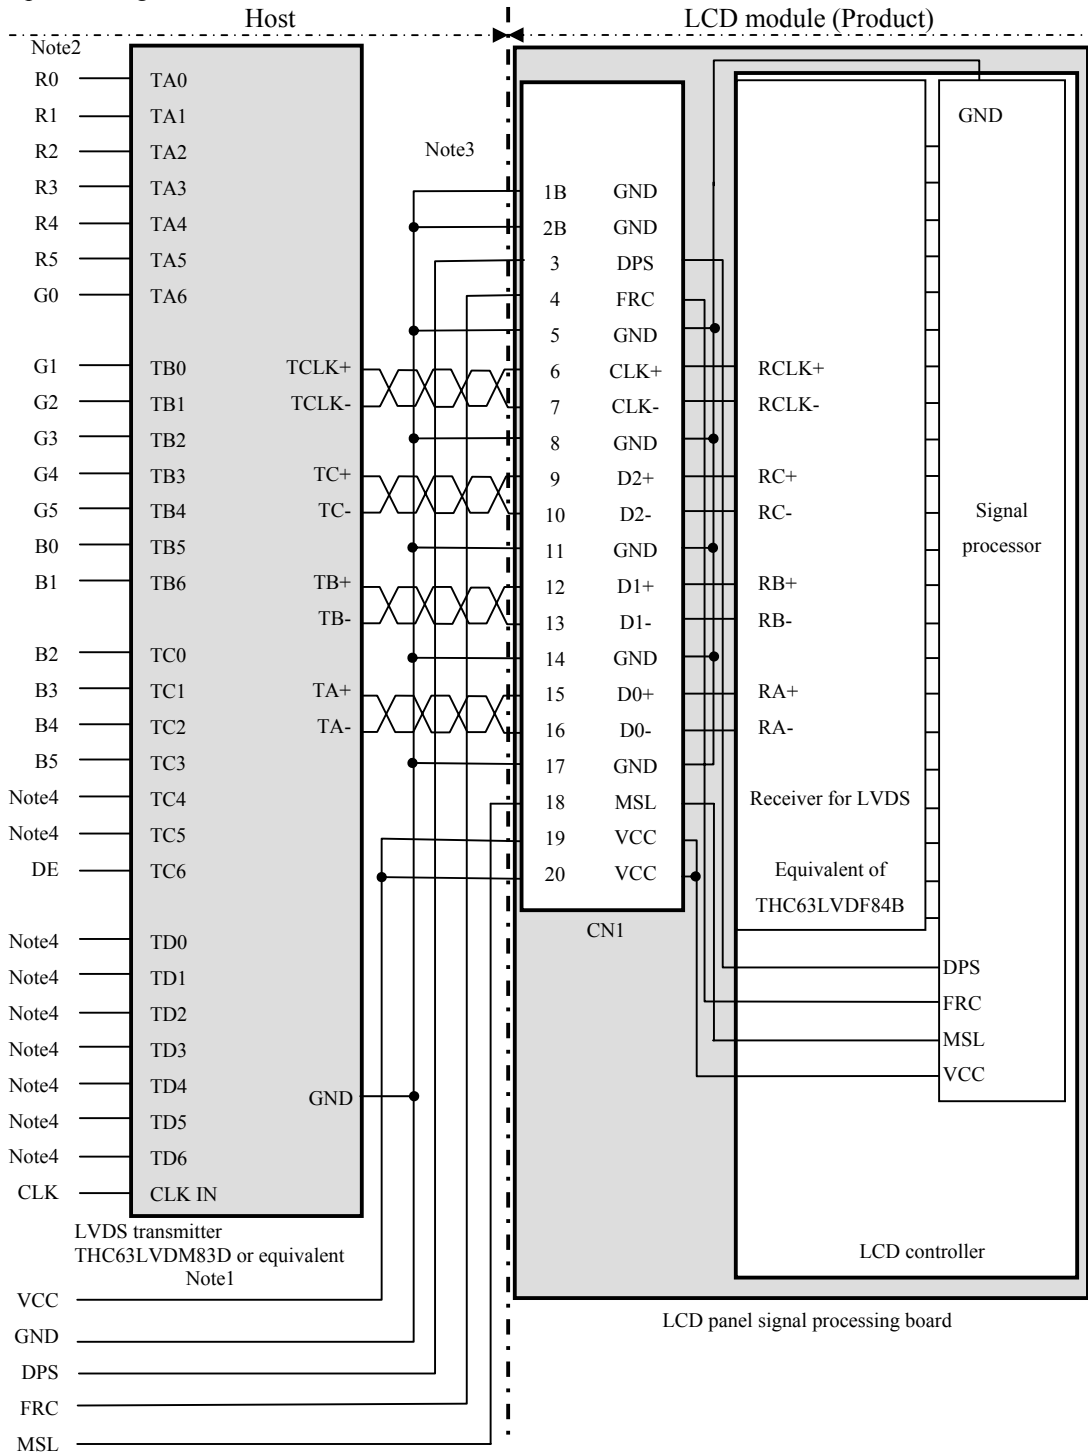 Host LCD module (Product)
Note2
R0 TA0
R1 TA1 GND
R2 TA2 Note3
R3 TA3 1B GND
R4 TA4 2B GND
R5 TA5 3 DPS
G0 TA6 4 FRC
5 GND
G1 TB0 TCLK+ 6 CLK+ RCLK+
G2 TB1 TCLK- 7 CLK- RCLK-
G3 TB2 8 GND
G4 TB3 TC+ 9 D2+ RC+
G5 TB4 TC- 10 D2- RC- Signal
B0 TB5 11 GND processor
B1 TB6 TB+ 12 D1+ RB+
TB- 13 D1- RB-
B2 TC0 14 GND
B3 TC1 TA+ 15 D0+ RA+
B4 TC2 TA- 16 D0- RA-
B5 TC3 17 GND
Note4 TC4 18 MSL Receiver for LVDS
Note4 TC5 19 VCC
DE TC6 20 VCC Equivalent of
THC63LVDF84B
CN1
Note4 TD0
Note4 TD1 DPS
Note4 TD2 FRC
Note4 TD3 MSL
Note4 TD4 GND VCC
Note4 TD5
Note4 TD6
CLK CLK IN
LVDS transmitter
THC63LVDM83D or equivalent LCD controller
Note1
VCC
LCD panel signal processing board
GND
DPS
FRC
MSL